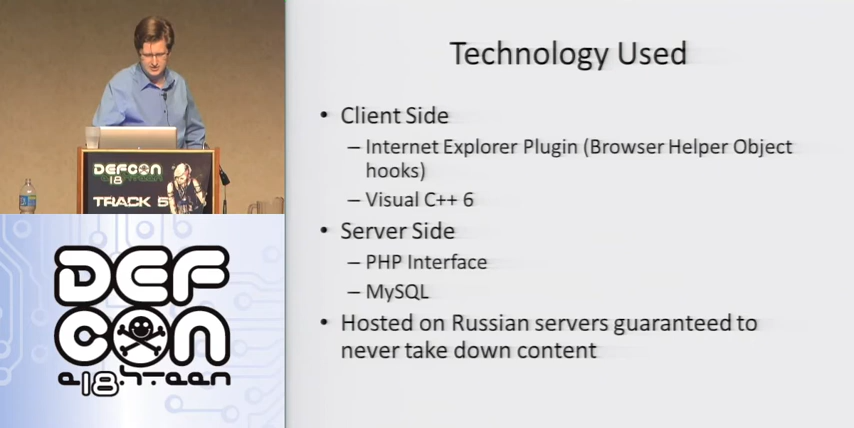 DEFCON
18
TRACK 5
DEF
CON
e18hteen
Technology Used
• Client Side
– Internet Explorer Plugin (Browser Helper Object
hooks)
– Visual C++ 6
• Server Side
– PHP Interface
– MySQL
• Hosted on Russian servers guaranteed to
never take down content